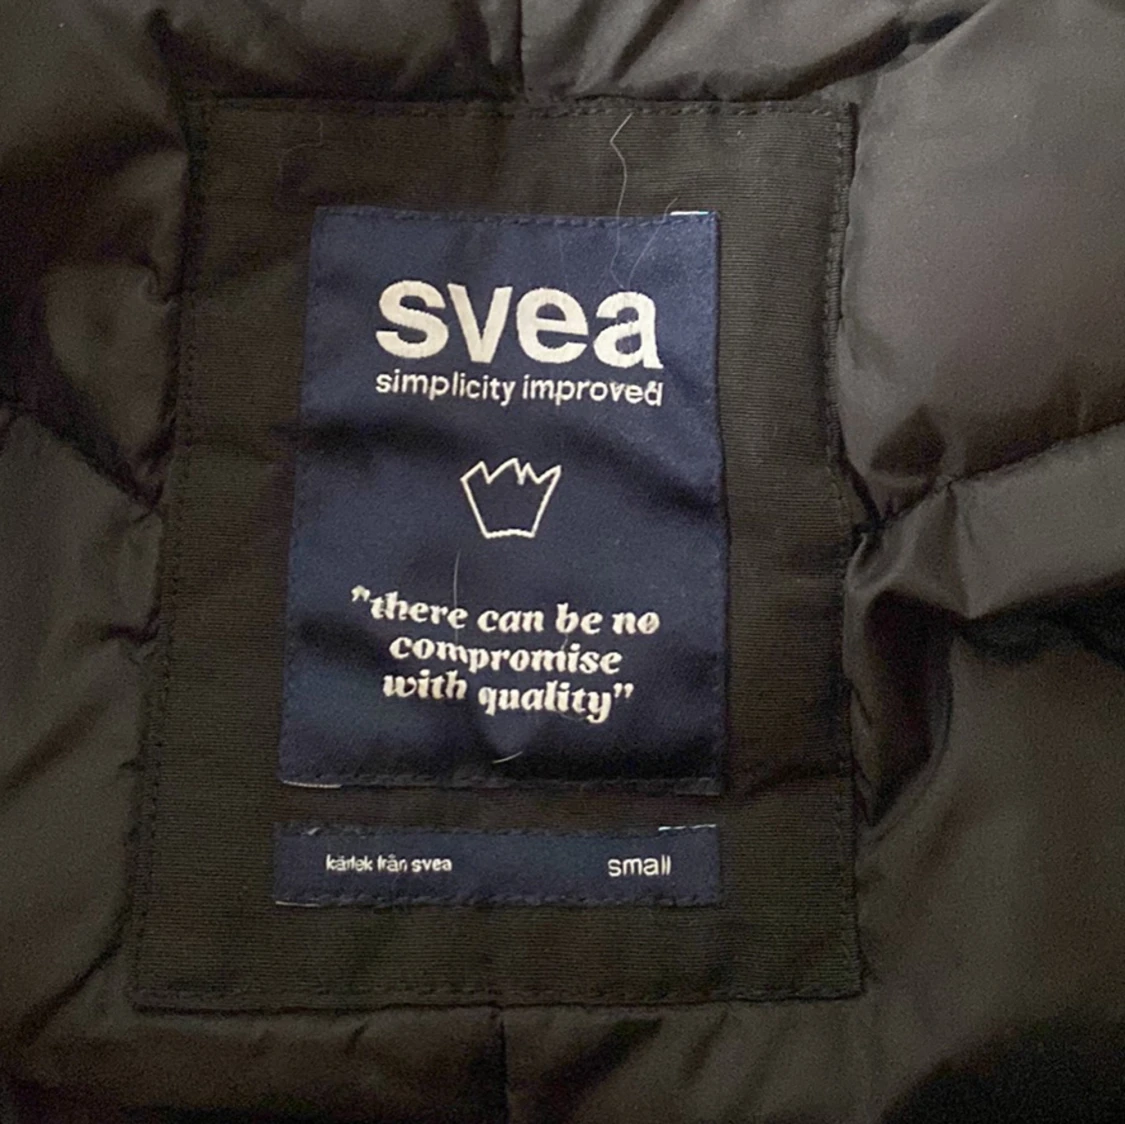 svea
simplicity improved
"there can be no
compromise
with quality"
kärlek från svea small